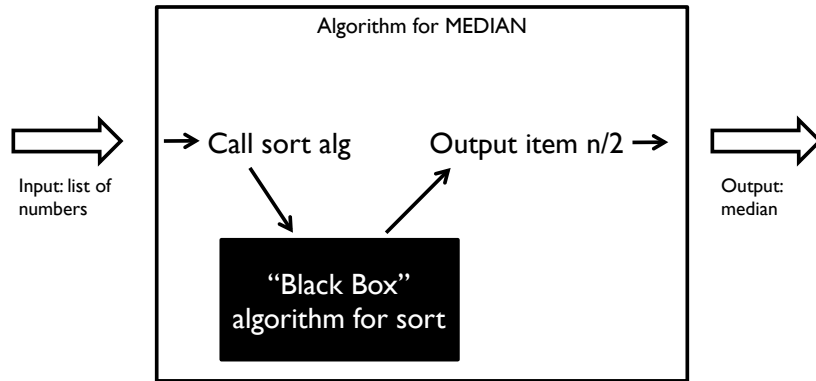 Algorithm for MEDIAN
Call sort alg
Output item n/2
Input: list of
numbers
Output:
median
“Black Box”
algorithm for sort